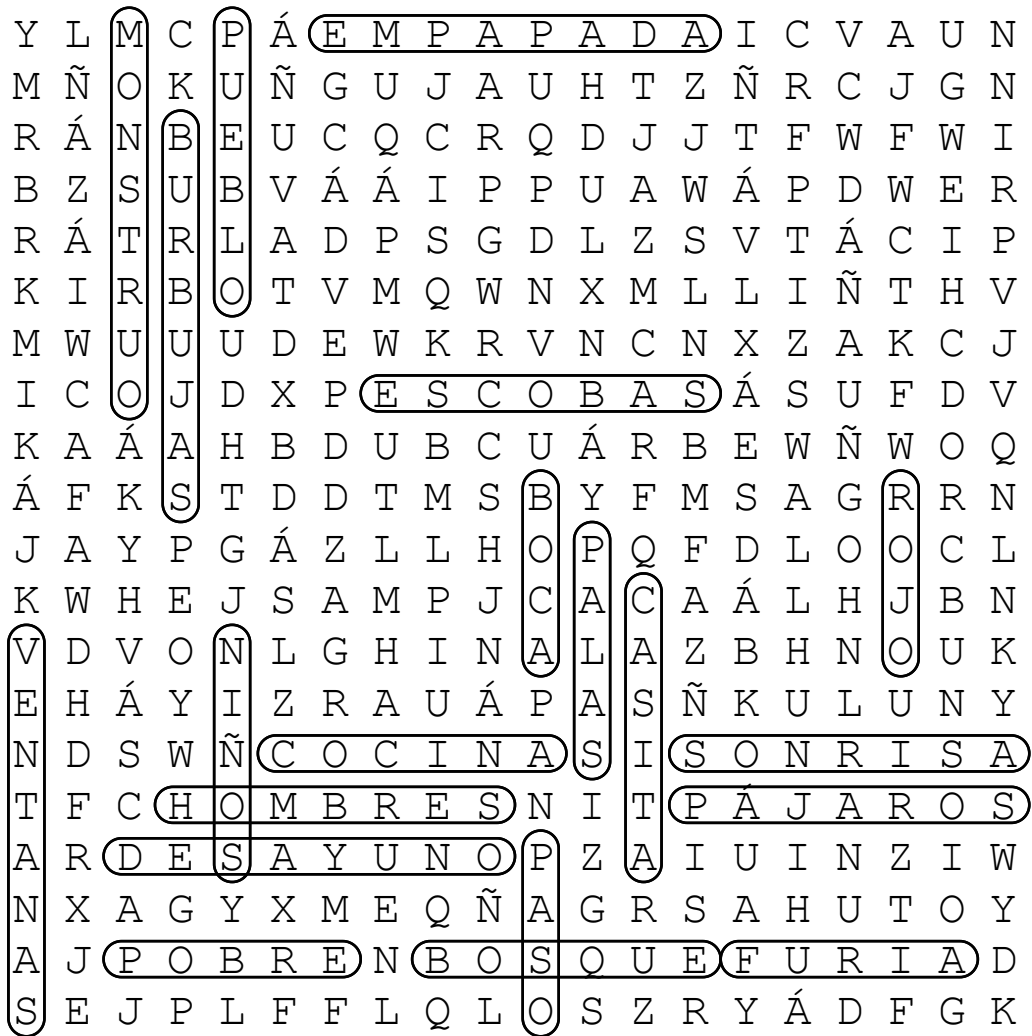 Y L M C P Á E M P A P A D A I C V A U N
M Ñ O K U Ñ G U J A U H T Z Ñ R C J G N
R Á N B E U C Q C R Q D J J T F W F W I
B Z S U B V Á Á I P P U A W Á P D W E R
R Á T R L A D P S G D L Z S V T Á C I P
K I R B O T V M Q W N X M L L I Ñ T H V
M W U U U D E W K R V N C N X Z A K C J
I C O J D X P E S C O B A S Á S U F D V
K A Á A H B D U B C U Á R B E W Ñ W O Q
Á F K S T D D T M S B Y F M S A G R R N
J A Y P G Á Z L L H O P Q F D L O O C L
K W H E J S A M P J C A C A Á L H J B N
V D V O N L G H I N A L A Z B H N O U K
E H Á Y I Z R A U Á P A S Ñ K U L U N Y
N D S W Ñ C O C I N A S I S O N R I S A
T F C H O M B R E S N I T P Á J A R O S
A R D E S A Y U N O P Z A I U I N Z I W
N X A G Y X M E Q Ñ A G R S A H U T O Y
A J P O B R E N B O S Q U E F U R I A D
S E J P L F F L Q L O S Z R Y Á D F G K